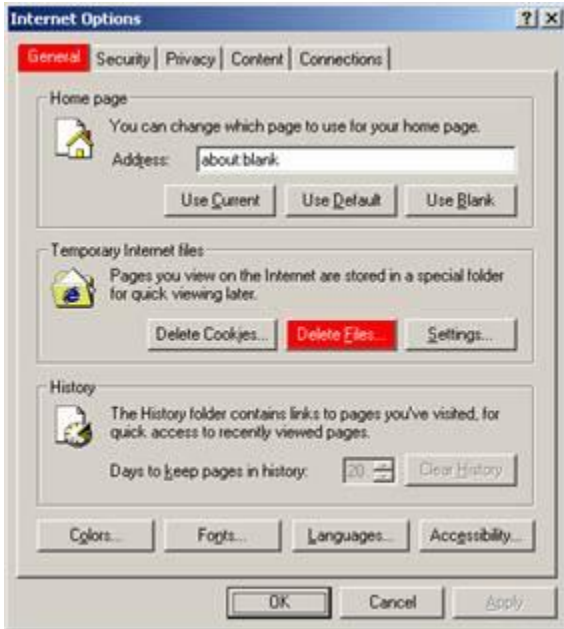 Internet Options
General Security Privacy Content Connections
Home page
You can change which page to use for your home page.
Address: about:blank
Use Current Use Default Use Blank
Temporary Internet files
Pages you view on the Internet are stored in a special folder
for quick viewing later.
Delete Cookies... Delete Files... Settings...
History
The History folder contains links to pages you've visited, for
quick access to recently viewed pages.
Days to keep pages in history: 20 Clear History
Colors... Fonts... Languages... Accessibility...
OK Cancel Apply